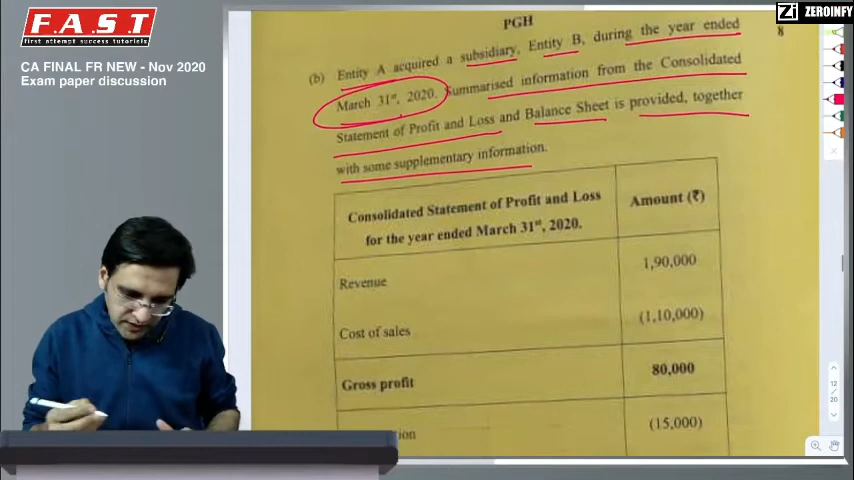 F.A.S.T
first attempt success tutorials
CA FINAL FR NEW - Nov 2020
Exam paper discussion
Zi ZEROINFY
PGH
8
(b) Entity A acquired a subsidiary, Entity B, during the year ended
March 31st, 2020. Summarised information from the Consolidated
Statement of Profit and Loss and Balance Sheet is provided, together
with some supplementary information.
Consolidated Statement of Profit and Loss
for the year ended March 31st, 2020.
Amount (₹)
Revenue
1,90,000
Cost of sales
(1,10,000)
Gross profit
80,000
(15,000)
12
20